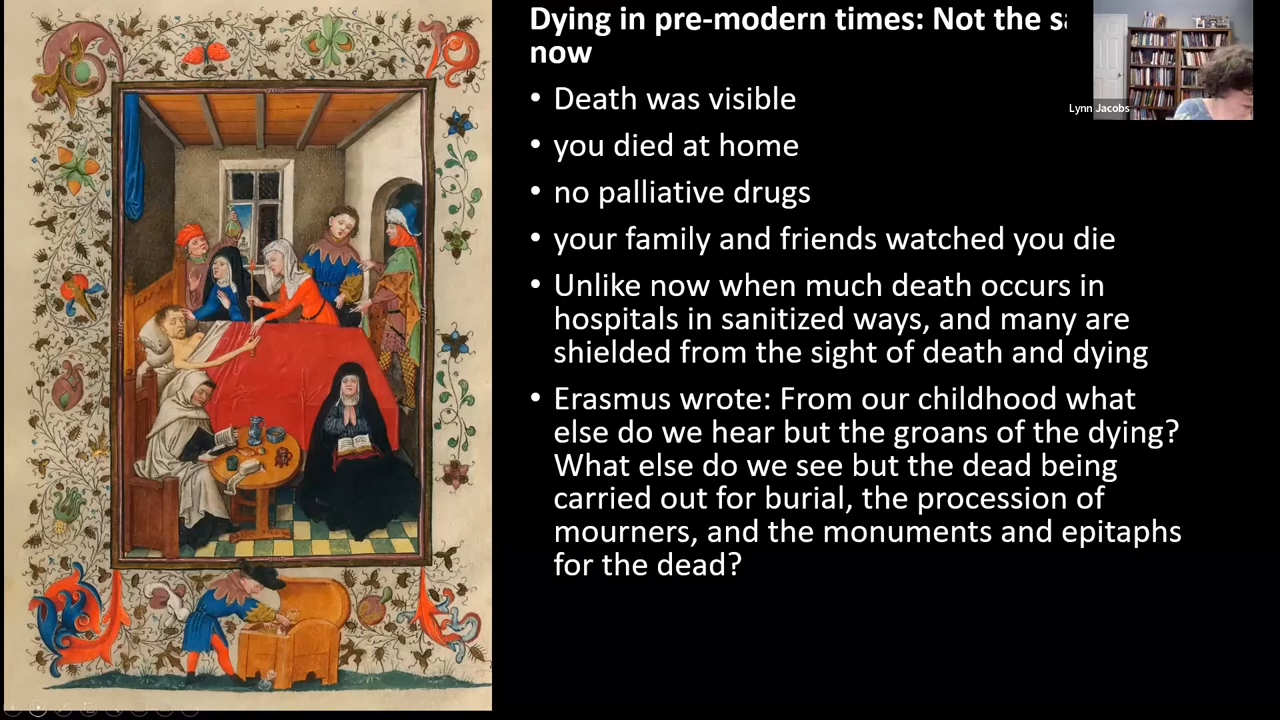 Dying in pre-modern times: Not the
now
• Death was visible
• you died at home
• no palliative drugs
• your family and friends watched you die
• Unlike now when much death occurs in
hospitals in sanitized ways, and many are
shielded from the sight of death and dying
• Erasmus wrote: From our childhood what
else do we hear but the groans of the dying?
What else do we see but the dead being
carried out for burial, the procession of
mourners, and the monuments and epitaphs
for the dead?
Lynn Jacobs